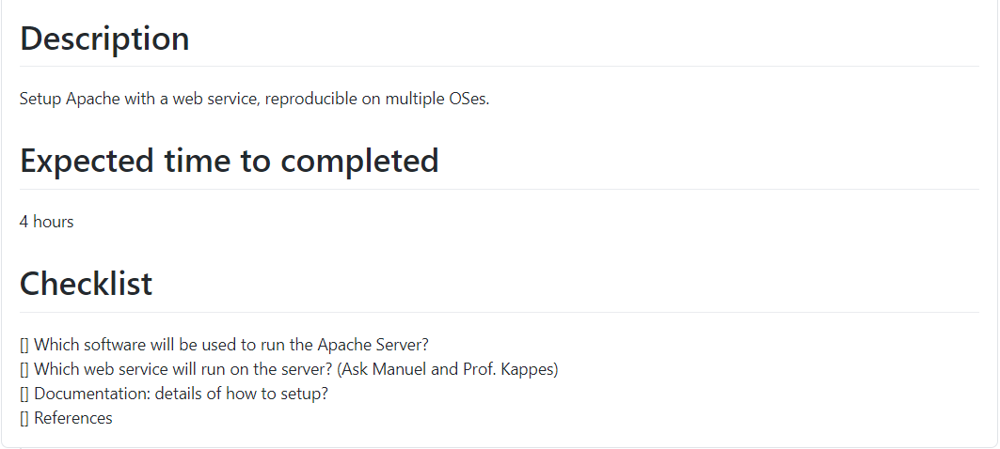 Description
Setup Apache with a web service, reproducible on multiple OSes.
Expected time to completed
4 hours
Checklist
[] Which software will be used to run the Apache Server?
[] Which web service will run on the server? (Ask Manuel and Prof. Kappes)
[] Documentation: details of how to setup?
[] References